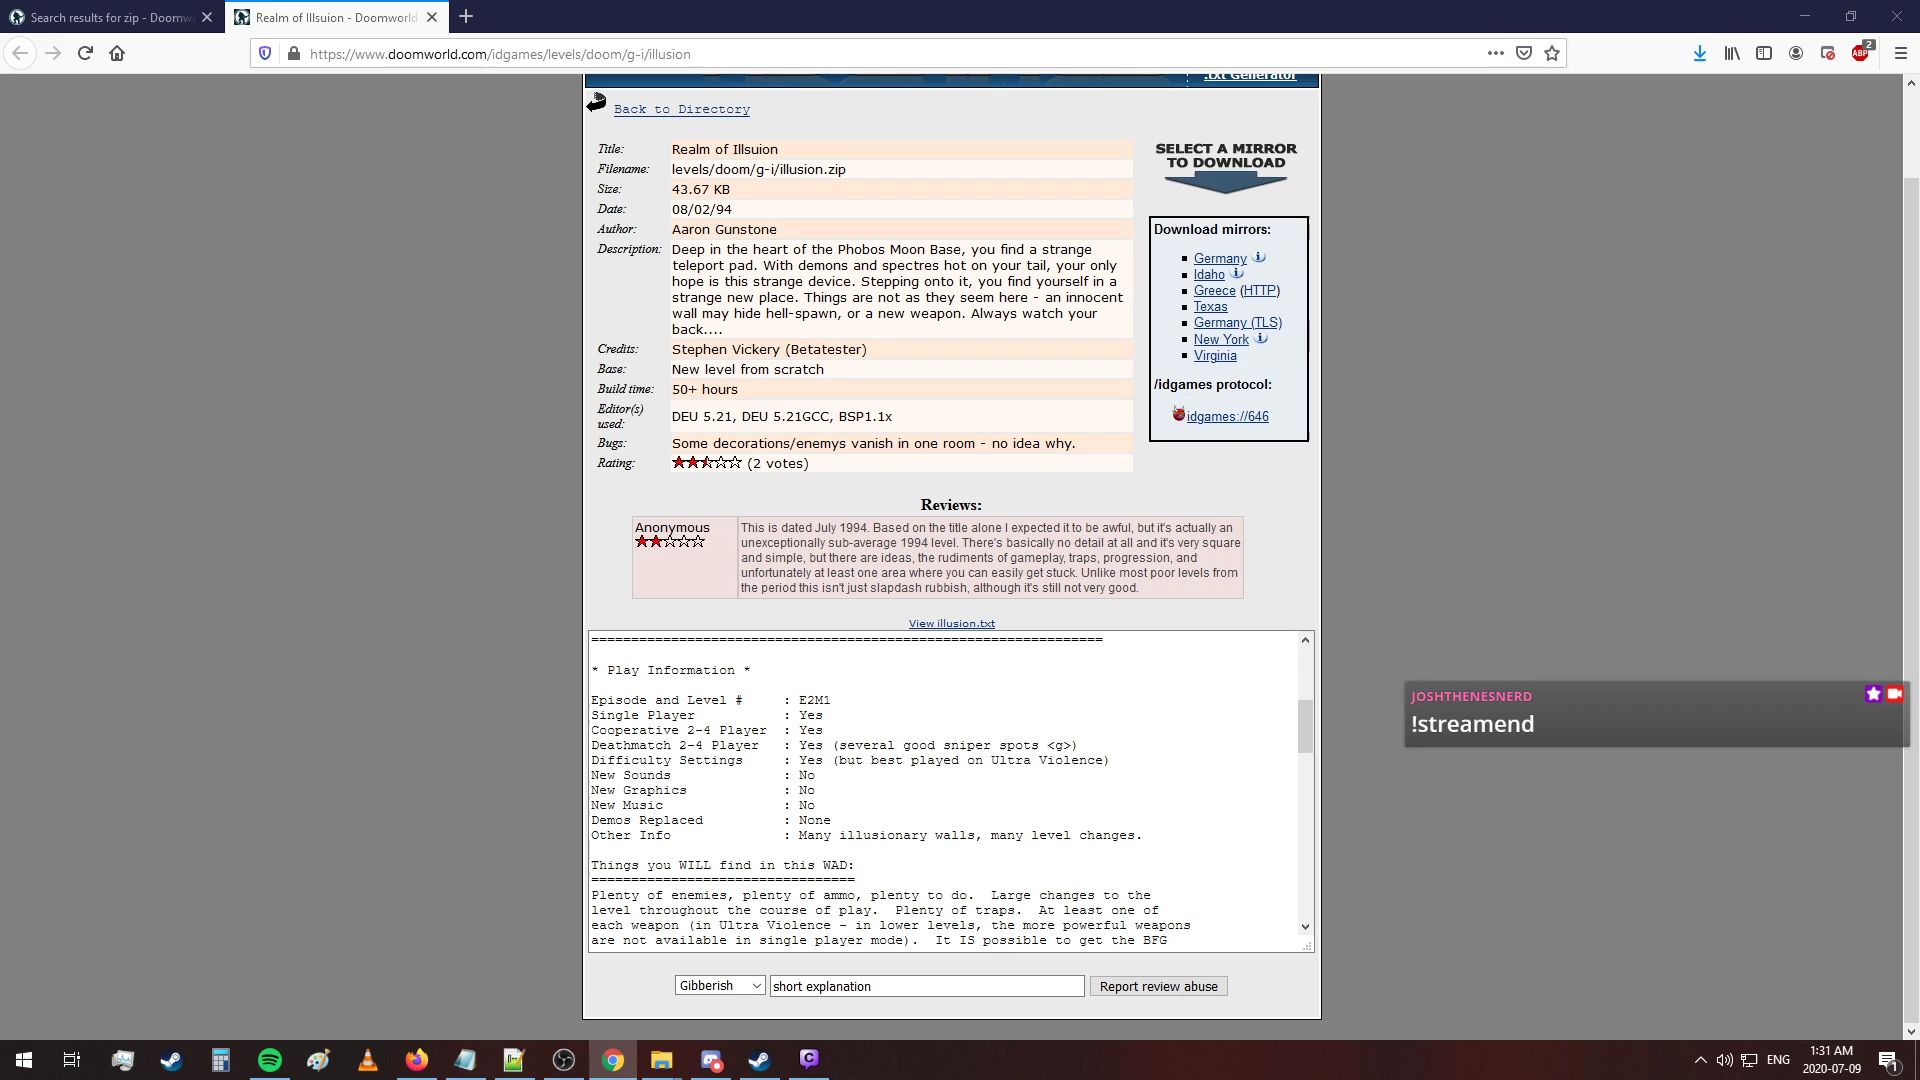 Search results for zip - Doomwo
Realm of Illsuion - Doomworld
https://www.doomworld.com/idgames/levels/doom/g-i/illusion
ABP
2
.txt Generator
Back to Directory
Title: Realm of Illsuion
Filename: levels/doom/g-i/illusion.zip
Size: 43.67 KB
Date: 08/02/94
Author: Aaron Gunstone
Description: Deep in the heart of the Phobos Moon Base, you find a strange
teleport pad. With demons and spectres hot on your tail, your only
hope is this strange device. Stepping onto it, you find yourself in a
strange new place. Things are not as they seem here - an innocent
wall may hide hell-spawn, or a new weapon. Always watch your
back....
Credits: Stephen Vickery (Betatester)
Base: New level from scratch
Build time: 50+ hours
Editor(s)
used: DEU 5.21, DEU 5.21GCC, BSP1.1x
Bugs: Some decorations/enemys vanish in one room - no idea why.
Rating: (2 votes)
SELECT A MIRROR
TO DOWNLOAD
Download mirrors:
Germany
Idaho
Greece (HTTP)
Texas
Germany (TLS)
New York
Virginia
/idgames protocol:
idgames://646
Reviews:
Anonymous
This is dated July 1994. Based on the title alone I expected it to be awful, but it's actually an
unexceptionally sub-average 1994 level. There's basically no detail at all and it's very square
and simple, but there are ideas, the rudiments of gameplay, traps, progression, and
unfortunately at least one area where you can easily get stuck. Unlike most poor levels from
the period this isn't just slapdash rubbish, although it's still not very good.
View illusion.txt
================================================================
* Play Information *
Episode and Level # : E2M1
Single Player : Yes
Cooperative 2-4 Player : Yes
Deathmatch 2-4 Player : Yes (several good sniper spots <g>)
Difficulty Settings : Yes (but best played on Ultra Violence)
New Sounds : No
New Graphics : No
New Music : No
Demos Replaced : None
Other Info : Many illusionary walls, many level changes.
Things you WILL find in this WAD:
=================================
Plenty of enemies, plenty of ammo, plenty to do. Large changes to the
level throughout the course of play. Plenty of traps. At least one of
each weapon (in Ultra Violence - in lower levels, the more powerful weapons
are not available in single player mode). It IS possible to get the BFG
Gibberish
short explanation
Report review abuse
JOSHTHENESNERD
!streamend
ENG
1:31 AM
2020-07-09
1